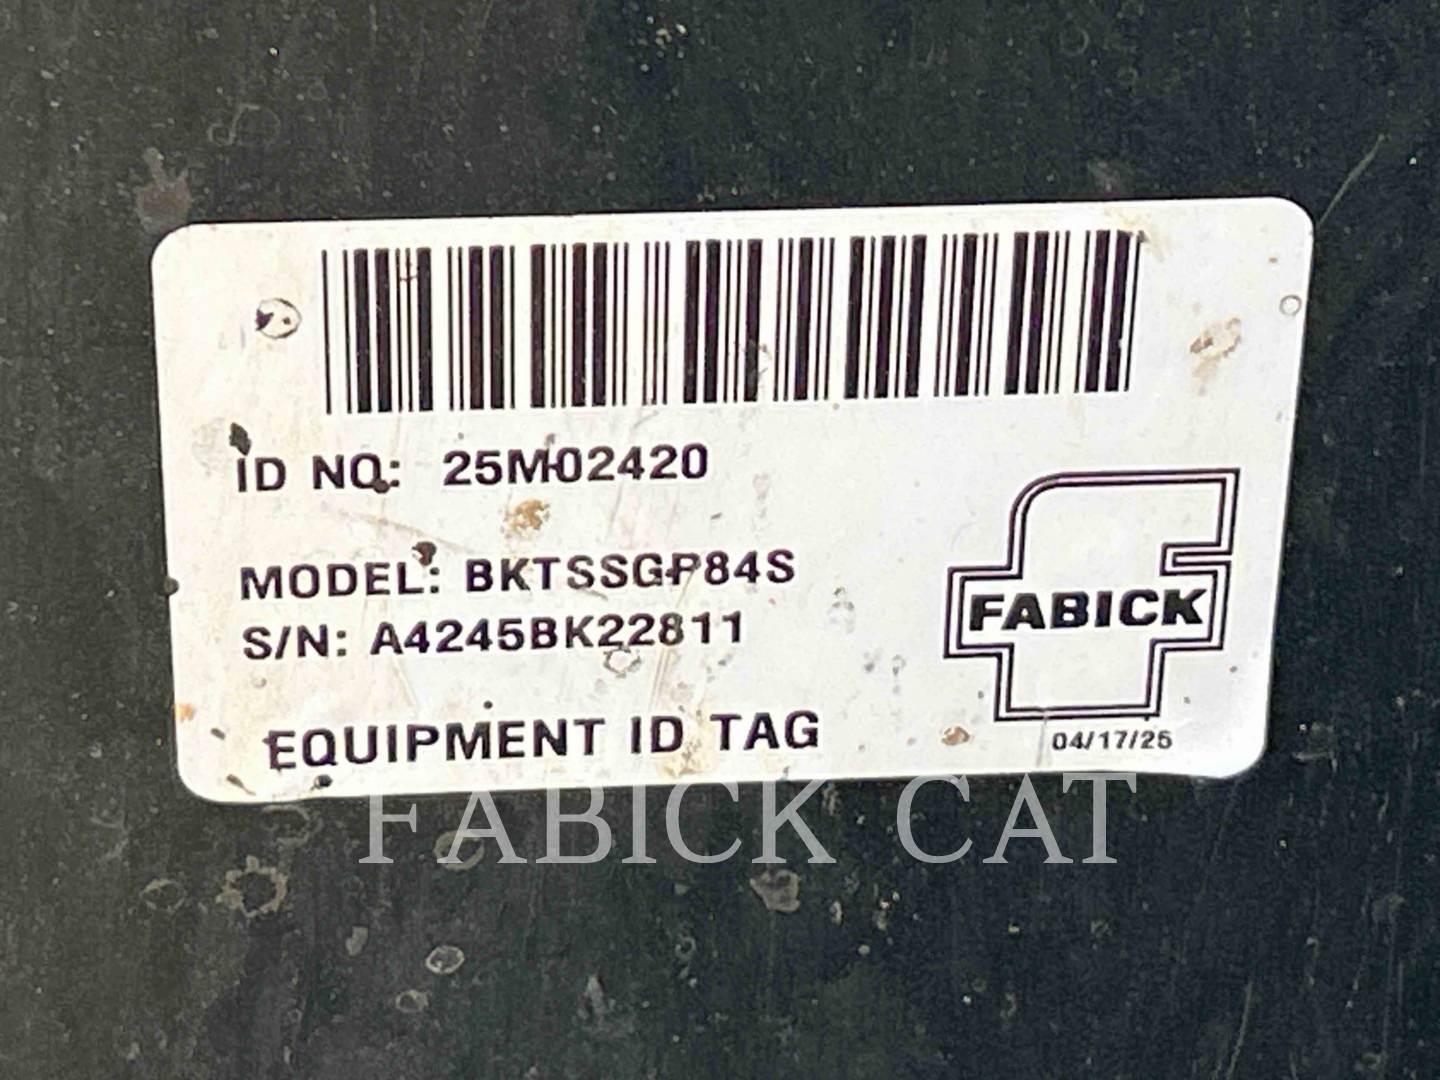 ID NO: 25M02420
MODEL: BKTSSGP84S
S/N: A4245BK22811
FABICK
EQUIPMENT ID TAG
04/17/25
FABICK CAT